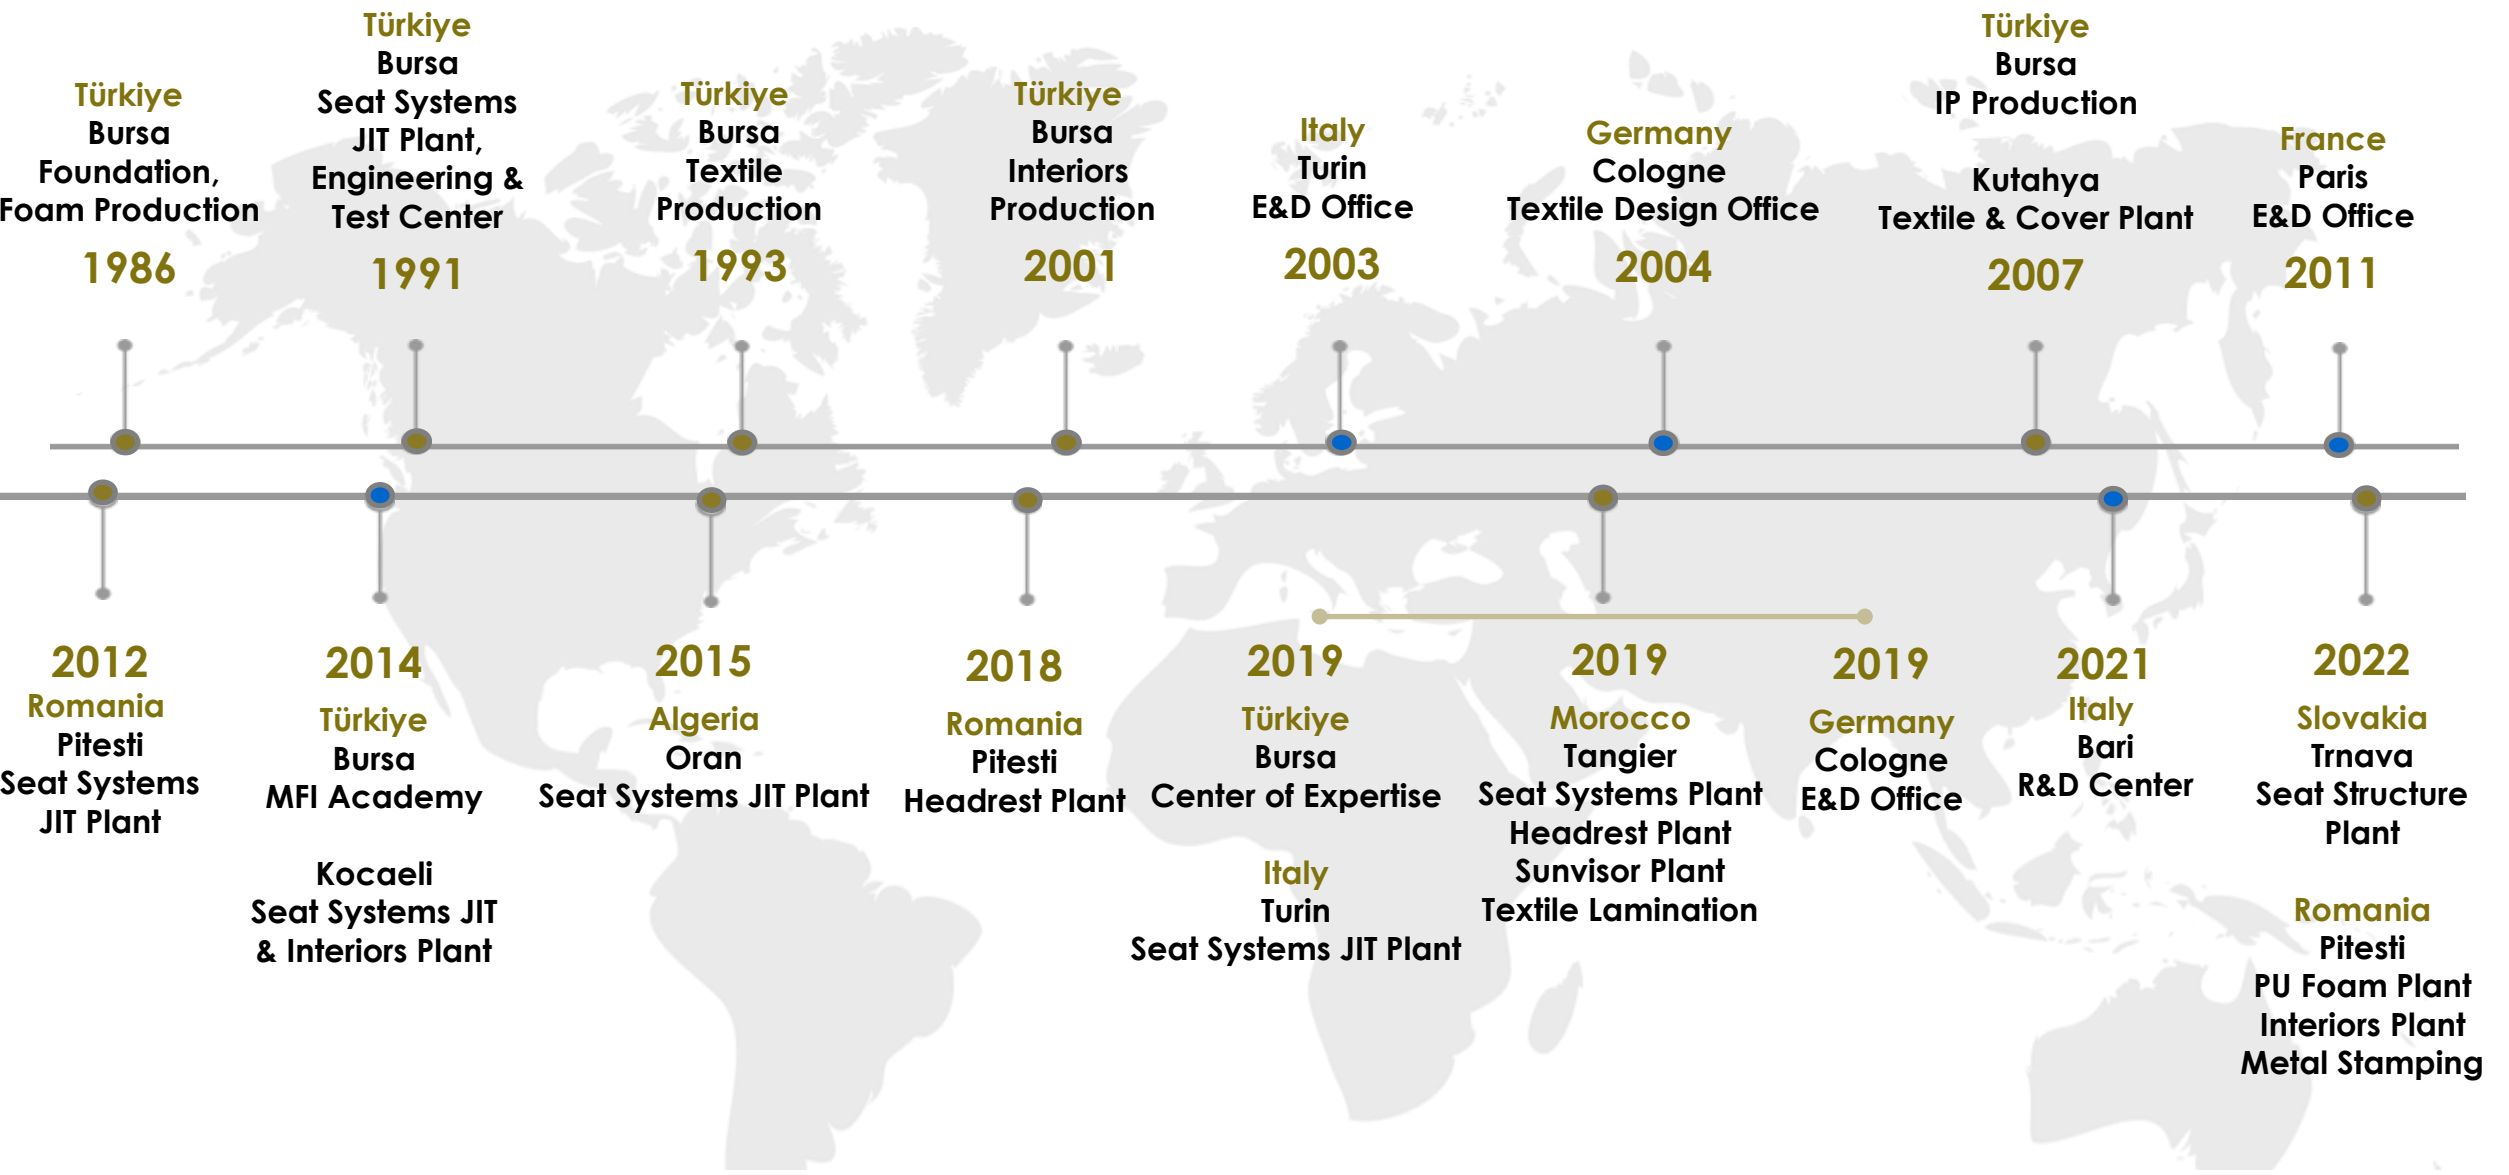 Türkiye
Bursa
Foundation,
Foam Production
1986
Türkiye
Bursa
Seat Systems
JIT Plant,
Engineering &
Test Center
1991
Türkiye
Bursa
Textile
Production
1993
Türkiye
Bursa
Interiors
Production
2001
Italy
Turin
E&D Office
2003
Germany
Cologne
Textile Design Office
2004
Türkiye
Bursa
IP Production
Kutahya
Textile & Cover Plant
2007
France
Paris
E&D Office
2011
2012
Romania
Pitesti
Seat Systems
JIT Plant
2014
Türkiye
Bursa
MFI Academy
Kocaeli
Seat Systems JIT
& Interiors Plant
2015
Algeria
Oran
Seat Systems JIT Plant
2018
Romania
Pitesti
Headrest Plant
2019
Türkiye
Bursa
Center of Expertise
Italy
Turin
Seat Systems JIT Plant
2019
Morocco
Tangier
Seat Systems Plant
Headrest Plant
Sunvisor Plant
Textile Lamination
2019
Germany
Cologne
E&D Office
2021
Italy
Bari
R&D Center
2022
Slovakia
Trnava
Seat Structure
Plant
Romania
Pitesti
PU Foam Plant
Interiors Plant
Metal Stamping